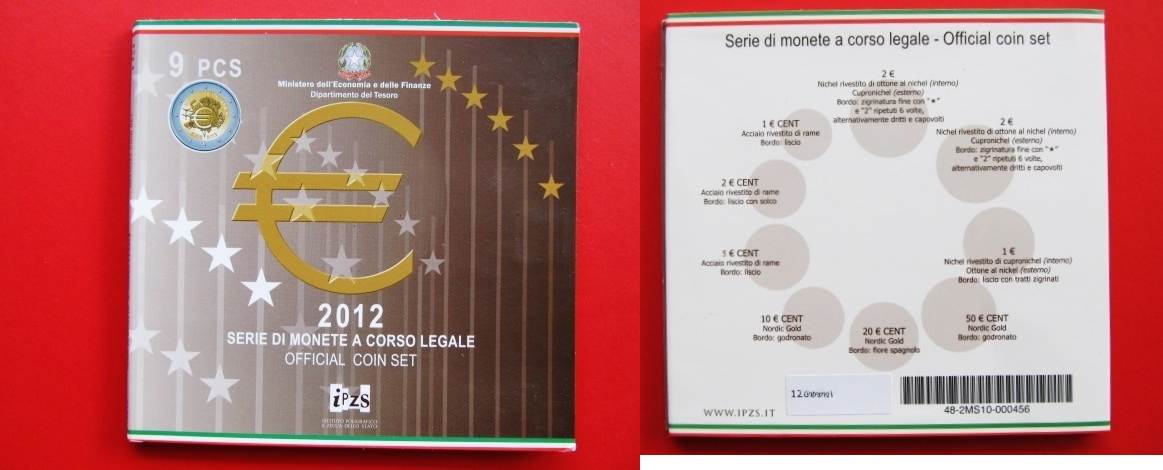 9 PCS
Ministero dell'Economia e delle Finanze
Dipartimento del Tesoro
2012
SERIE DI MONETE A CORSO LEGALE
OFFICIAL COIN SET
iPZS
ISTITUTO POLIGRAFICO
E ZECCA DELLO STATO
Serie di monete a corso legale - Official coin set
2 €
Nichel rivestito di ottone al nichel (interno)
Cupronichel (esterno)
Bordo: zigrinatura fine con "★"
e "2" ripetuti 6 volte,
alternativamente dritti e capovolti
2 €
Nichel rivestito di ottone al nichel (interno)
Cupronichel (esterno)
Bordo: zigrinatura fine con "★"
e "2" ripetuti 6 volte,
alternativamente dritti e capovolti
1 €
Nichel rivestito di cupronichel (interno)
Ottone al nickel (esterno)
Bordo: liscio con tratti zigrinati
50 € CENT
Nordic Gold
Bordo: godronato
20 € CENT
Nordic Gold
Bordo: fiore spagnolo
10 € CENT
Nordic Gold
Bordo: godronato
5 € CENT
Acciaio rivestito di rame
Bordo: liscio
2 € CENT
Acciaio rivestito di rame
Bordo: liscio con solco
1 € CENT
Acciaio rivestito di rame
Bordo: liscio
WWW.IPZS.IT
48-2MS10-000456